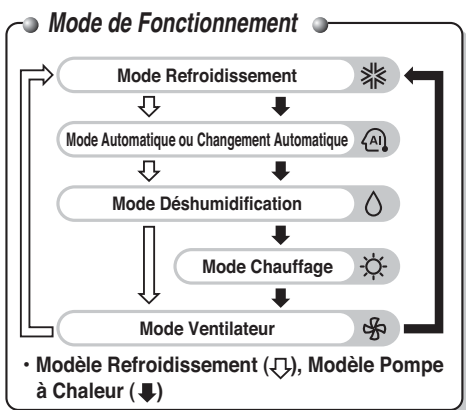 Mode de Fonctionnement
Mode Refroidissement
Mode Automatique ou Changement Automatique
AI
Mode Déshumidification
Mode Chauffage
Mode Ventilateur
· Modèle Refroidissement (⇩), Modèle Pompe
à Chaleur (⬇)